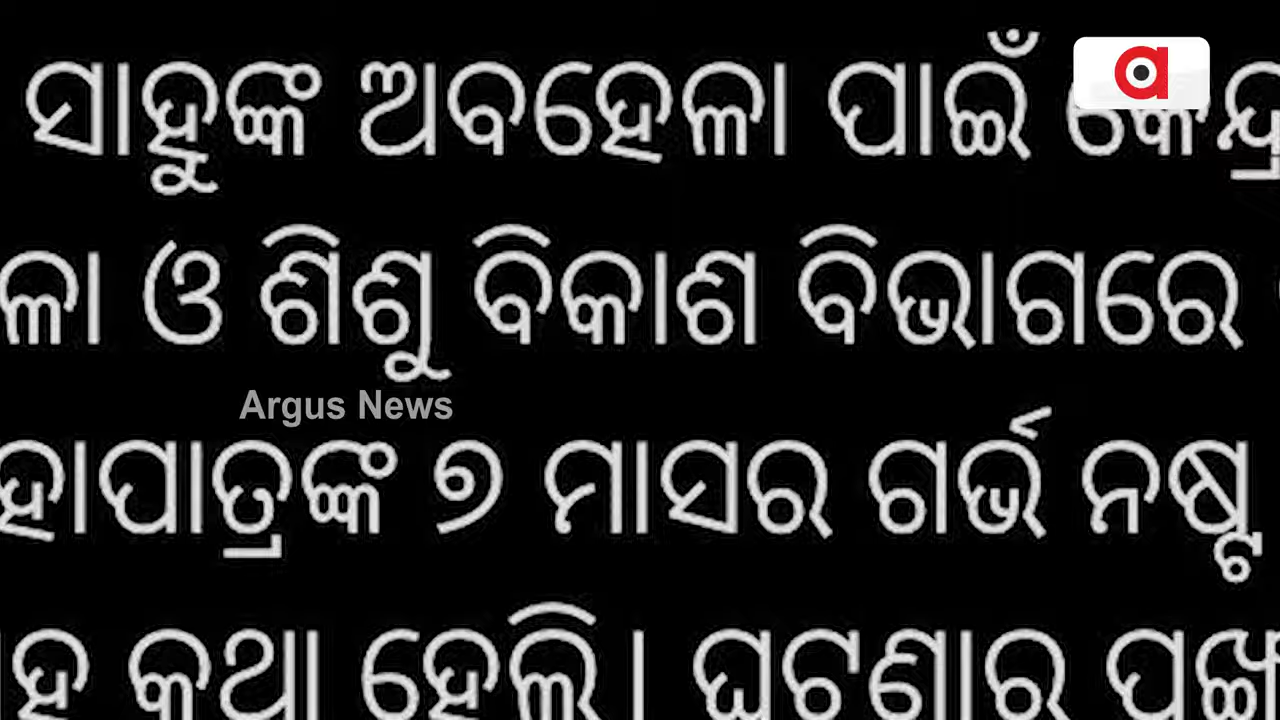 ସାହୁଙ୍କ ଅବହେଳା ପାଇଁ କେନ୍ଦ୍ର
ଳା ଓ ଶିଶୁ ବିକାଶ ବିଭାଗରେ
Argus News
ହାପାତ୍ରଙ୍କ ୭ ମାସର ଗର୍ଭ ନଷ୍ଟ
ହ କଥା ହେଲି। ଘଟଣାର